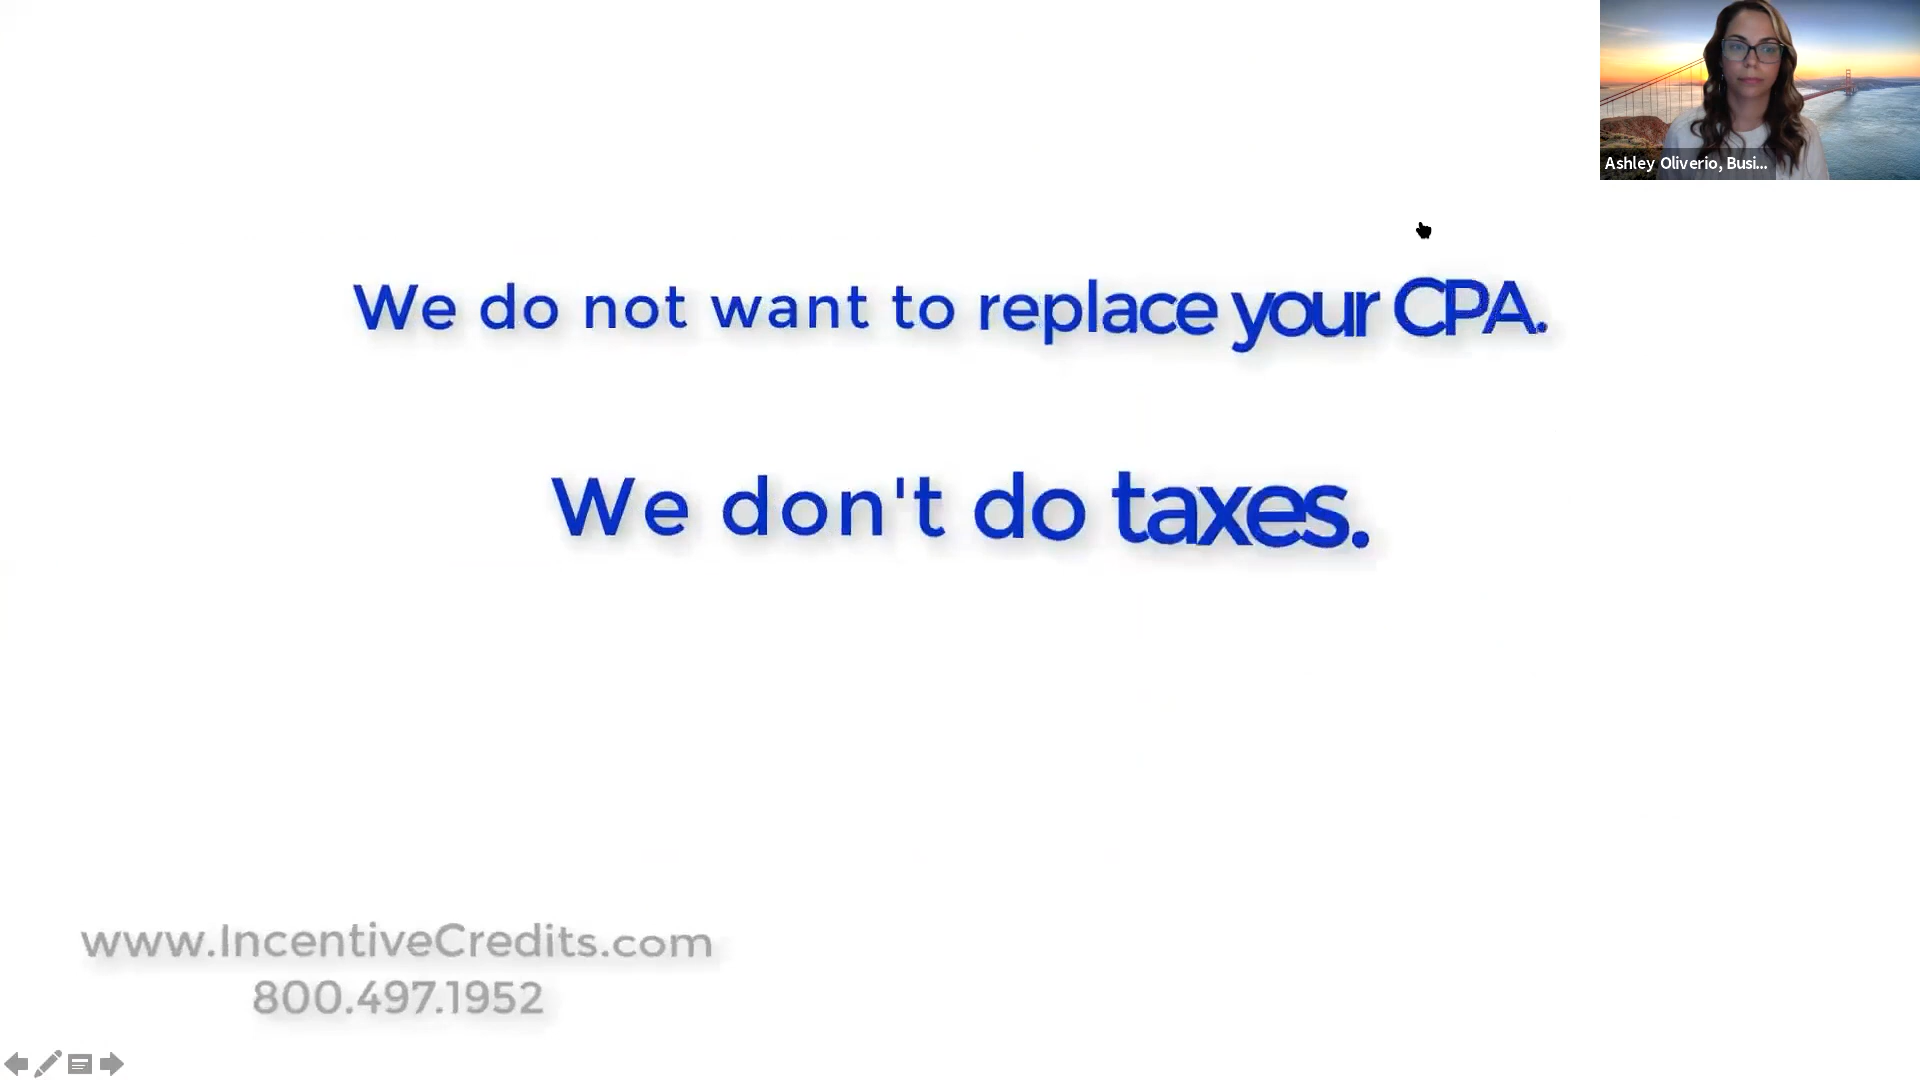 Ashley Oliverio, Busi...
We do not want to replace your CPA.
We don't do taxes.
www.IncentiveCredits.com
800.497.1952